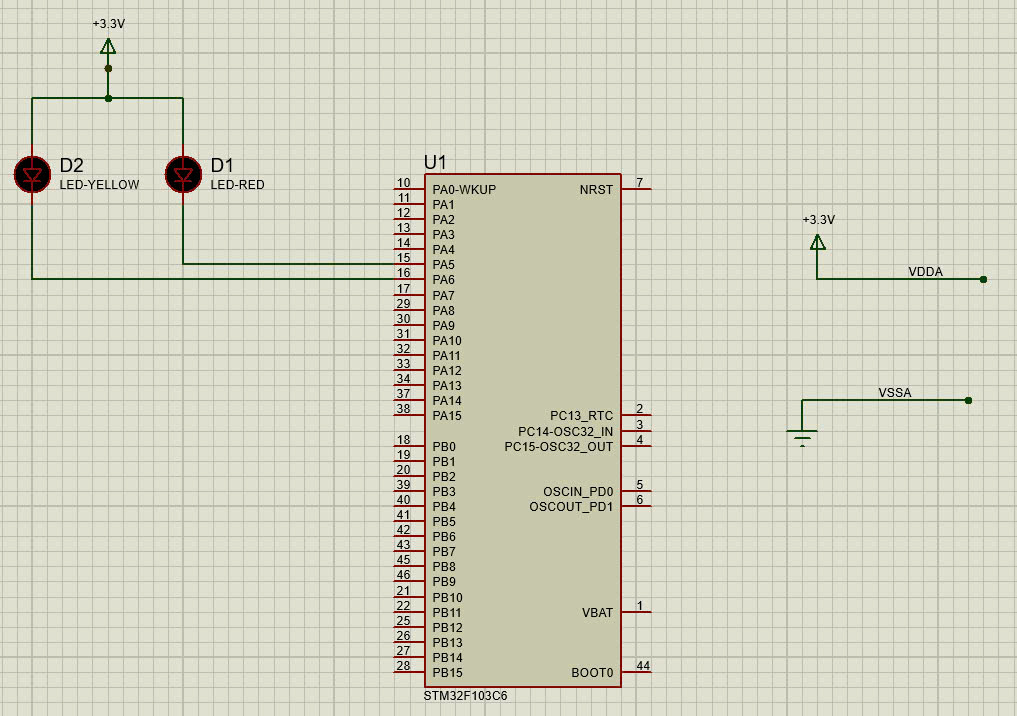 +3.3V
D2
LED-YELLOW
D1
LED-RED
U1
10 PA0-WKUP NRST 7
11 PA1
12 PA2
13 PA3
14 PA4
15 PA5
16 PA6
17 PA7
29 PA8
30 PA9
31 PA10
32 PA11
33 PA12
34 PA13
37 PA14
38 PA15 PC13_RTC 2
PC14-OSC32_IN 3
18 PB0 PC15-OSC32_OUT 4
19 PB1
20 PB2
39 PB3 OSCIN_PD0 5
40 PB4 OSCOUT_PD1 6
41 PB5
42 PB6
43 PB7
45 PB8
46 PB9
21 PB10
22 PB11 VBAT 1
25 PB12
26 PB13
27 PB14
28 PB15 BOOT0 44
STM32F103C6
+3.3V
VDDA
VSSA